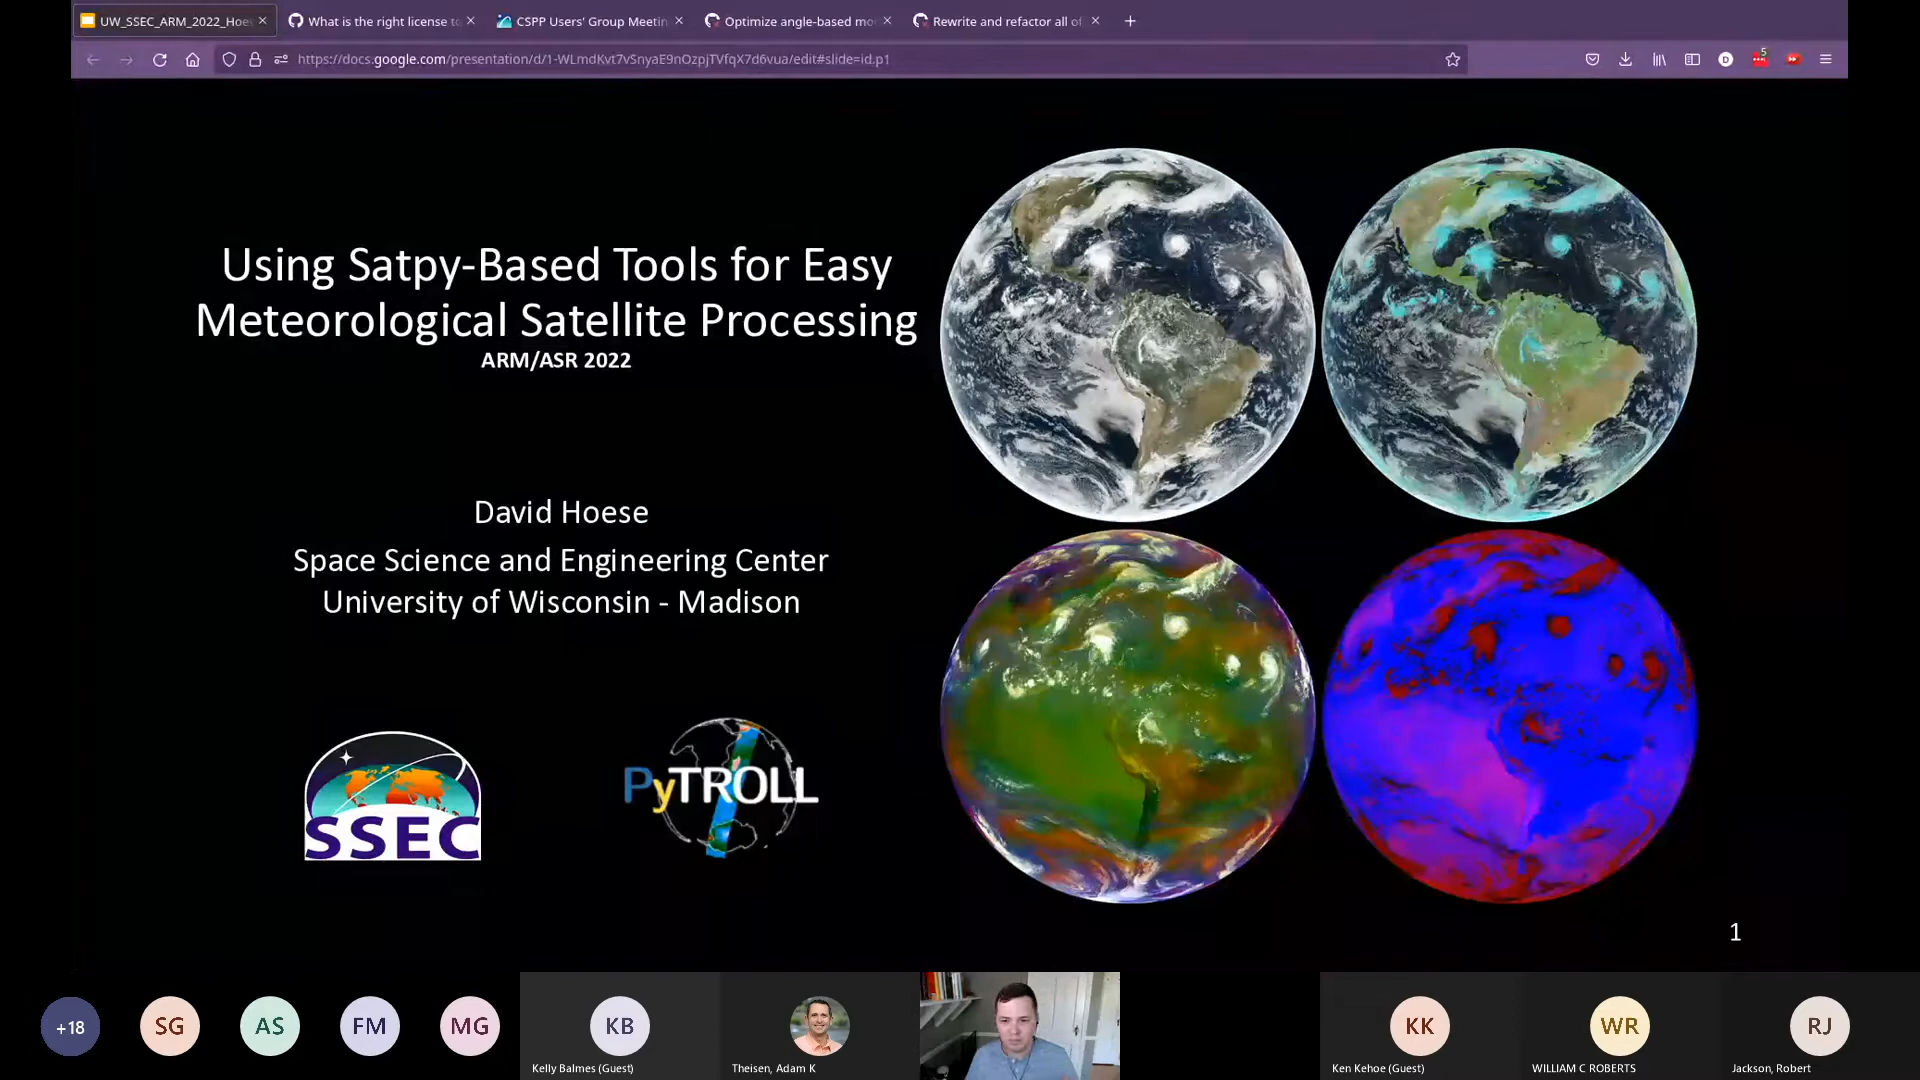 UW_SSEC_ARM_2022_Hoe
What is the right license to
CSPP Users' Group Meetin
Optimize angle-based mo
Rewrite and refactor all of
https://docs.google.com/presentation/d/1-WLmdKvt7vSnyaE9nOzpjTVfqX7d6vua/edit#slide=id.p1
D
5
Using Satpy-Based Tools for Easy
Meteorological Satellite Processing
ARM/ASR 2022
David Hoese
Space Science and Engineering Center
University of Wisconsin - Madison
SSEC
PyTROLL
1
+18
SG
AS
FM
MG
KB
Kelly Balmes (Guest)
Theisen, Adam K
KK
Ken Kehoe (Guest)
WR
WILLIAM C ROBERTS
RJ
Jackson, Robert